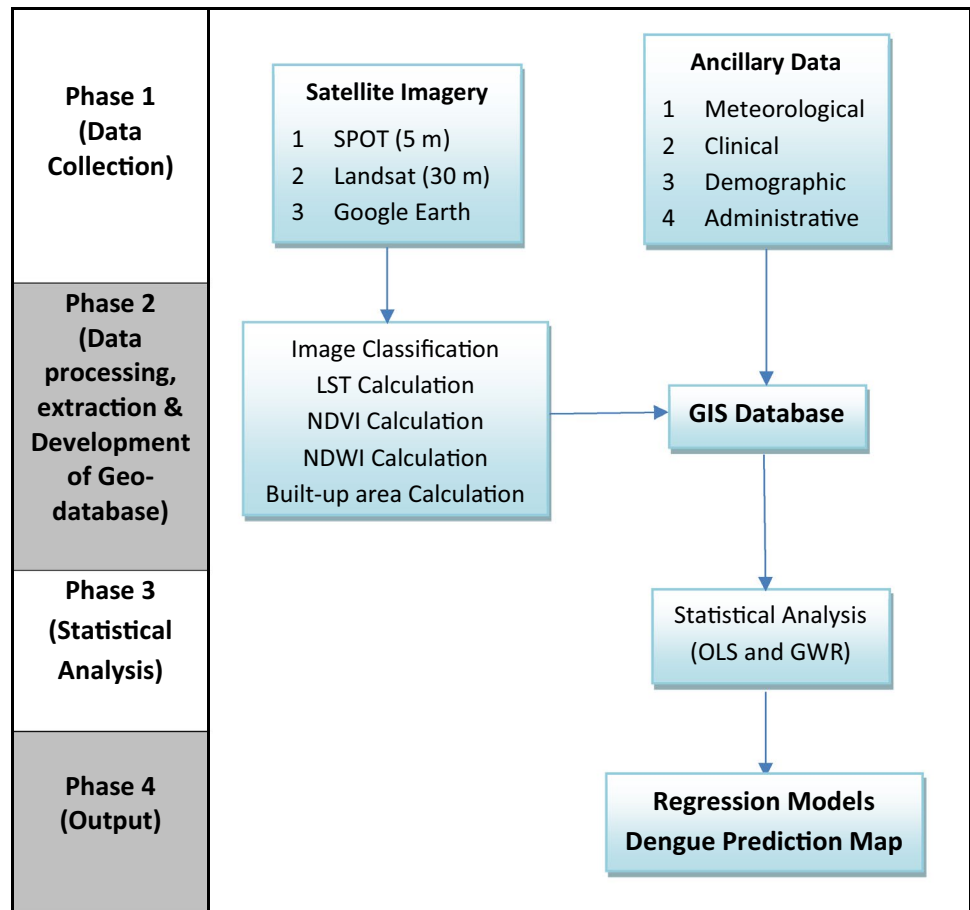 Phase 1
(Data
Collection)
Satellite Imagery
1 SPOT (5 m)
2 Landsat (30 m)
3 Google Earth
Ancillary Data
1 Meteorological
2 Clinical
3 Demographic
4 Administrative
Phase 2
(Data
processing,
extraction &
Development
of Geo-
database)
Image Classification
LST Calculation
NDVI Calculation
NDWI Calculation
Built-up area Calculation
GIS Database
Phase 3
(Statistical
Analysis)
Statistical Analysis
(OLS and GWR)
Phase 4
(Output)
Regression Models
Dengue Prediction Map